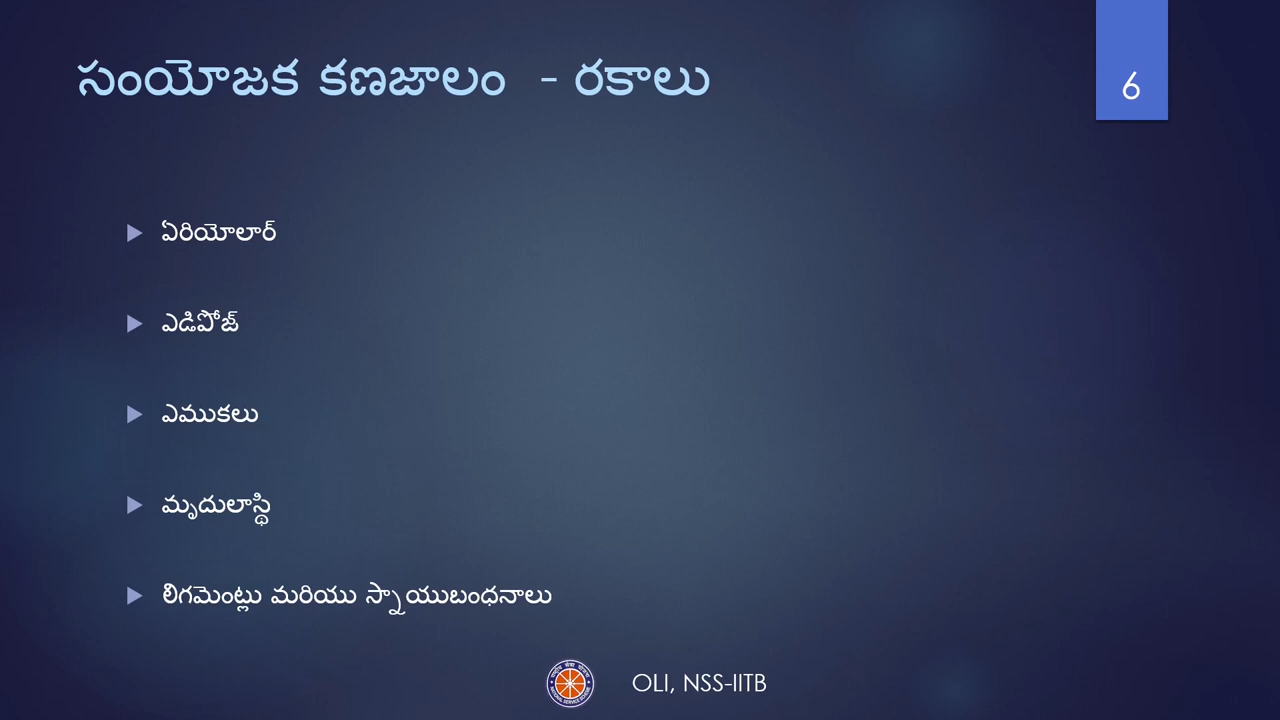 సంయోజక కణజాలం - రకాలు
6
ఏరియోలార్
ఎడిపోజ్
ఎముకలు
మృదులాస్థి
లిగమెంట్లు మరియు స్నాయుబంధనాలు
OLI, NSS-IITB